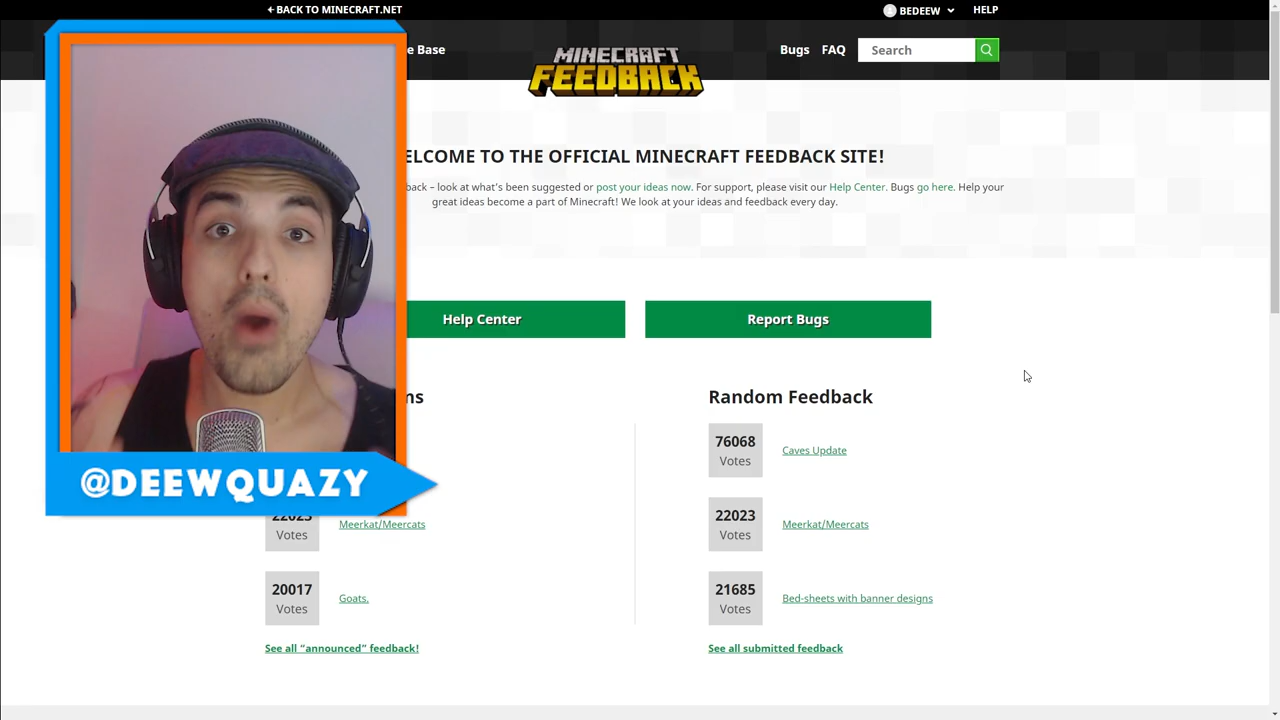 BACK TO MINECRAFT.NET
BEDEEW
HELP
e Base
MINECRAFT
FEEDBACK
Bugs
FAQ
Search
ELCOME TO THE OFFICIAL MINECRAFT FEEDBACK SITE!
back – look at what's been suggested or post your ideas now. For support, please visit our Help Center. Bugs go here. Help your
great ideas become a part of Minecraft! We look at your ideas and feedback every day.
Help Center
Report Bugs
ns
Random Feedback
76068
Votes
Caves Update
@DEEWQUAZY
22023
Votes
Meerkat/Meercats
22023
Votes
Meerkat/Meercats
20017
Votes
Goats.
21685
Votes
Bed-sheets with banner designs
See all “announced” feedback!
See all submitted feedback